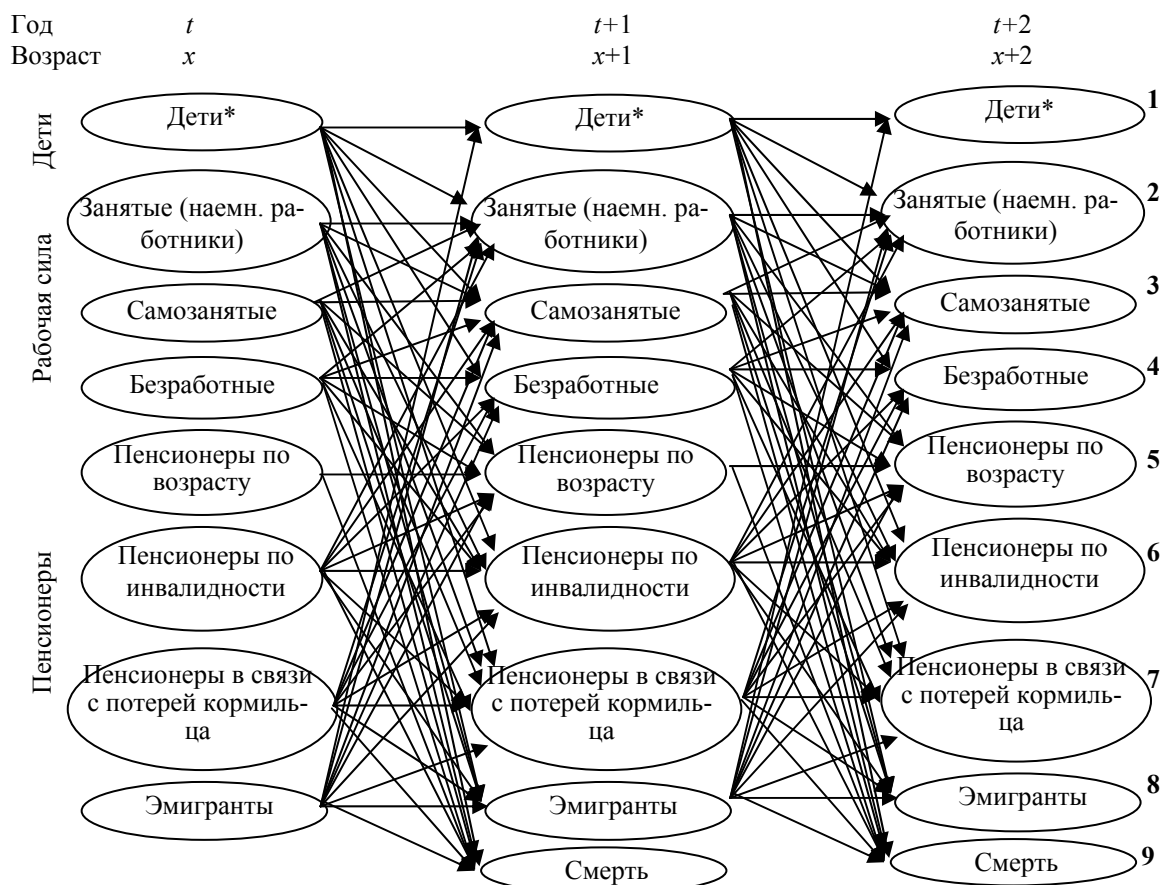 Год t t+1 t+2
Возраст x x+1 x+2
Дети
Рабочая сила
Пенсионеры
Дети* Дети* Дети* 1
Занятые (наемн. ра- Занятые (наемн. ра- Занятые (наемн. ра- 2
ботники) ботники) ботники)
Самозанятые Самозанятые Самозанятые 3
Безработные Безработные Безработные 4
Пенсионеры по Пенсионеры по Пенсионеры по 5
возрасту возрасту возрасту
Пенсионеры по Пенсионеры по Пенсионеры по 6
инвалидности инвалидности инвалидности
Пенсионеры в связи Пенсионеры в связи Пенсионеры в связи 7
с потерей кормиль- с потерей кормиль- с потерей кормиль-
ца ца ца
Эмигранты Эмигранты Эмигранты 8
Смерть Смерть 9